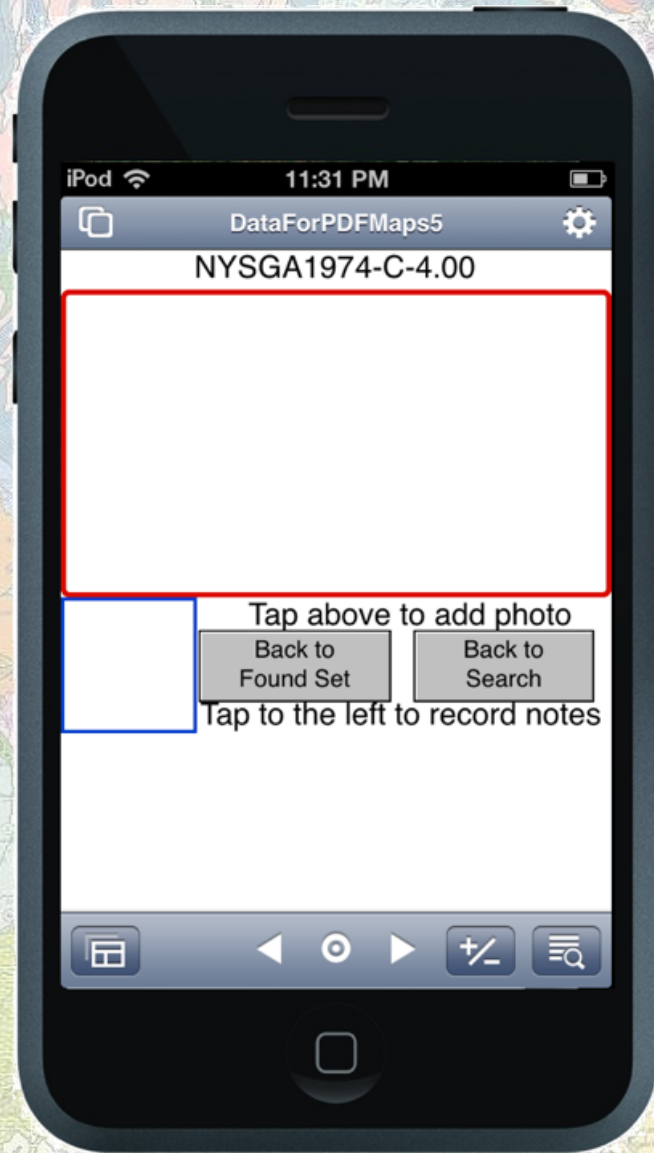 iPod 11:31 PM
DataForPDFMaps5
NYSGA1974-C-4.00
Tap above to add photo
Back to
Found Set
Back to
Search
Tap to the left to record notes
+/-